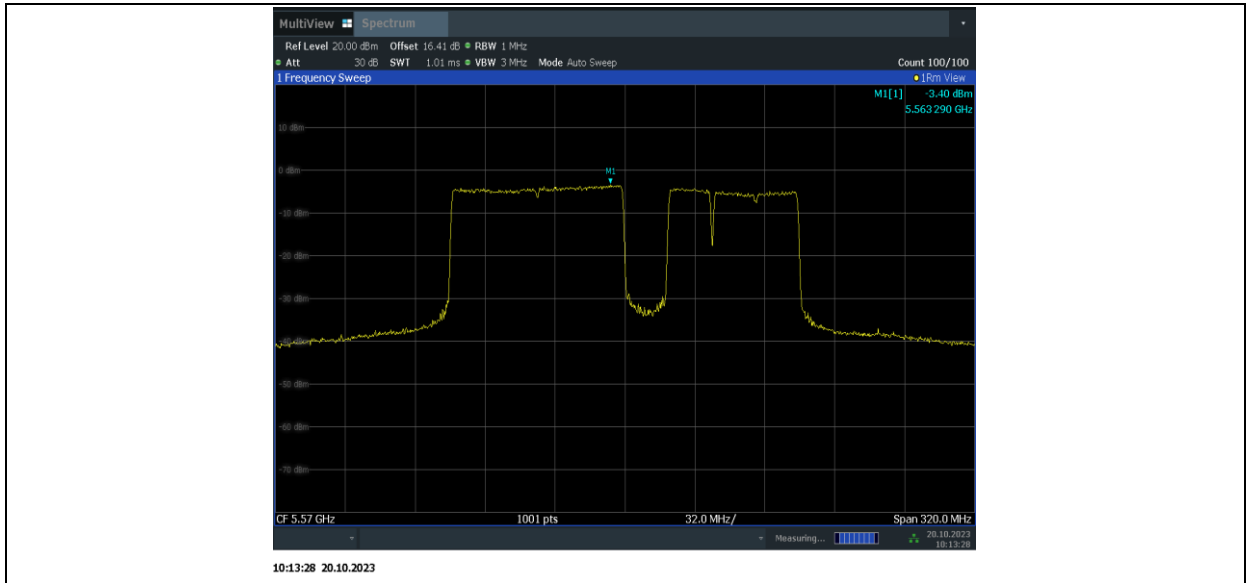 MultiView Spectrum
Ref Level 20.00 dBm Offset 16.41 dB RBW 1 MHz
Att 30 dB SWT 1.01 ms VBW 3 MHz Mode Auto Sweep Count 100/100
1 Frequency Sweep 1Rm View
M1[1] -3.40 dBm
5.563 290 GHz
10 dBm
0 dBm
M1
-10 dBm
-20 dBm
-30 dBm
-40 dBm
-50 dBm
-60 dBm
-70 dBm
CF 5.57 GHz 1001 pts 32.0 MHz/ Span 320.0 MHz
Measuring... 20.10.2023
10:13:28
10:13:28 20.10.2023